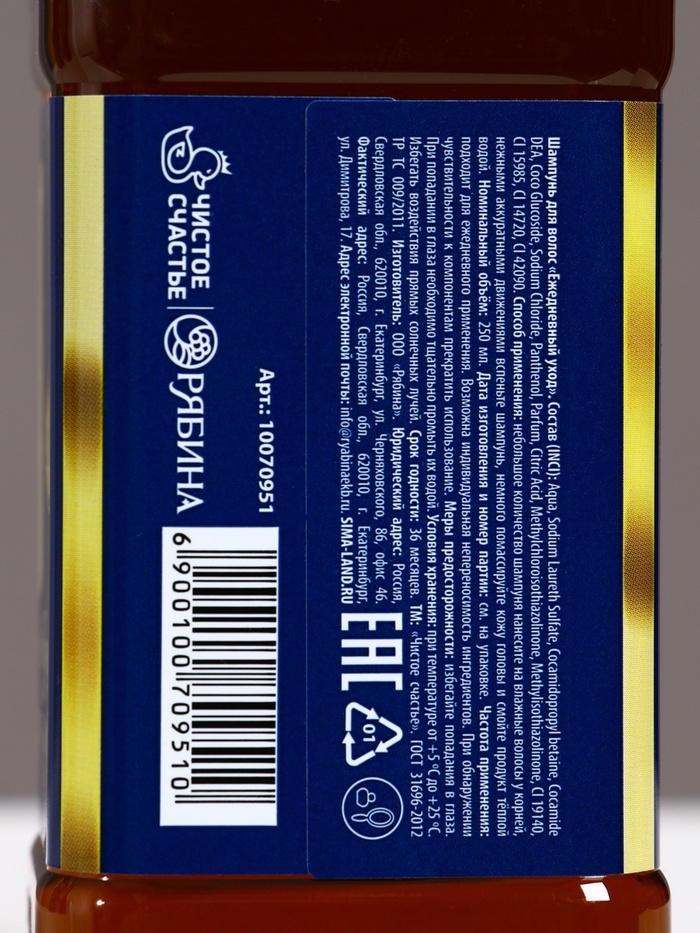 Шампунь для волос «Ежедневный уход». Состав (INCI): Aqua, Sodium Laureth Sulfate, Cocamidopropyl betaine, Cocamide
DEA, Coco Glucoside, Sodium Chloride, Panthenol, Parfum, Citric Acid, Methylchloroisothiazolinone, Methylisothiazolinone, CI 19140,
CI 15985, CI 14720, CI 42090. Способ применения: небольшое количество шампуня нанесите на влажные волосы у корней,
нежными аккуратными движениями вспеньте шампунь, немного помассируйте кожу головы и смойте продукт тёплой
водой. Номинальный объём: 250 мл. Дата изготовления и номер партии: см. на упаковке. Частота применения:
подходит для ежедневного применения. Возможна индивидуальная непереносимость ингредиентов. При обнаружении
чувствительности к компонентам прекратить использование. Меры предосторожности: избегайте попадания в глаза.
При попадании в глаза необходимо тщательно промыть их водой. Условия хранения: при температуре от +5 °С до +25 °С.
Избегать воздействия прямых солнечных лучей. Срок годности: 36 месяцев. ТМ: «Чистое счастье». ГОСТ 31696-2012
ТР ТС 009/2011. Изготовитель: ООО «Рябина». Юридический адрес: Россия,
Свердловская обл., 620010, г. Екатеринбург, ул. Черняховского, 86, офис 46.
Фактический адрес: Россия, Свердловская обл., 620010, г. Екатеринбург,
ул. Димитрова, 17. Адрес электронной почты: info@ryabinaekb.ru. SIMA-LAND.RU
EAC
01
Арт.: 10070951
ЧИСТОЕ
СЧАСТЬЕ
РЯБИНА
6 900100 709510